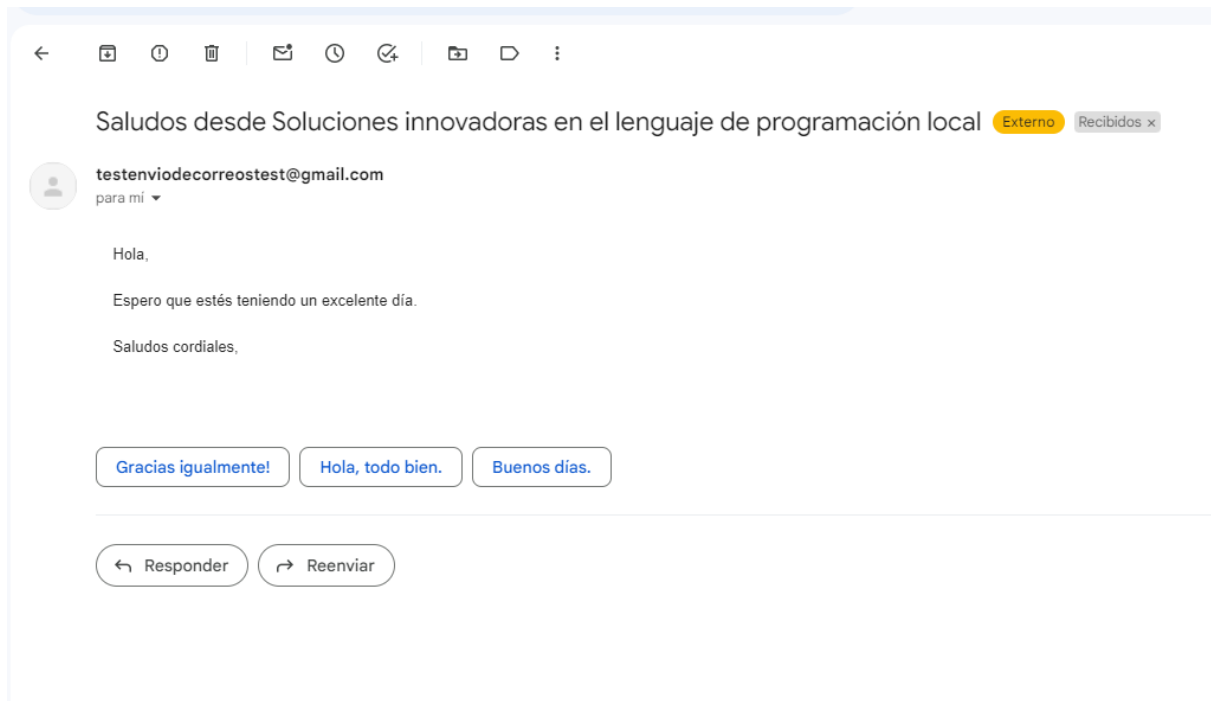 Saludos desde Soluciones innovadoras en el lenguaje de programación local Externo Recibidos ×
testenviodecorreostest@gmail.com
para mí
Hola,
Espero que estés teniendo un excelente día.
Saludos cordiales,
Gracias igualmente! Hola, todo bien. Buenos días.
Responder Reenviar